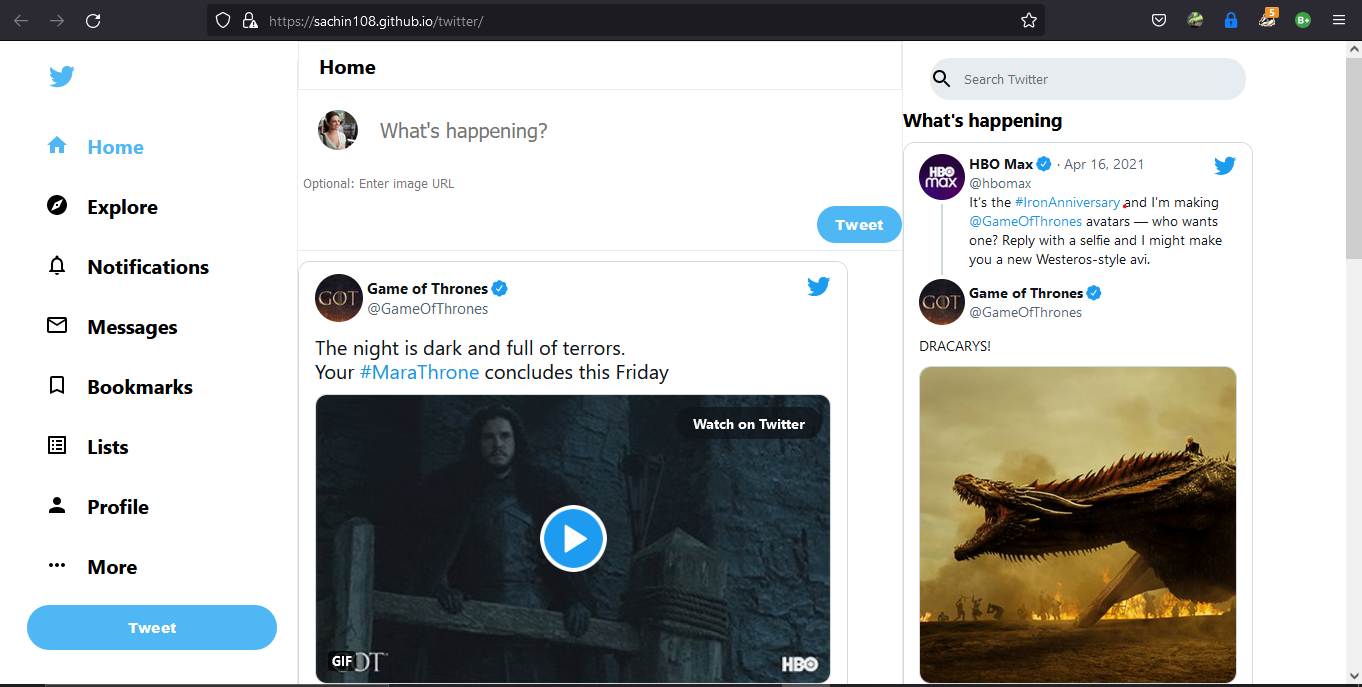 https://sachin108.github.io/twitter/
5
B+
Home
Explore
Notifications
Messages
Bookmarks
Lists
Profile
More
Tweet
Home
What's happening?
Optional: Enter image URL
Tweet
GOT
Game of Thrones
@GameOfThrones
The night is dark and full of terrors.
Your #MaraThrone concludes this Friday
Watch on Twitter
GIF
HBO
Search Twitter
What's happening
HBO
max
HBO Max · Apr 16, 2021
@hbomax
It's the #IronAnniversary and I'm making
@GameOfThrones avatars — who wants
one? Reply with a selfie and I might make
you a new Westeros-style avi.
GOT
Game of Thrones
@GameOfThrones
DRACARYS!